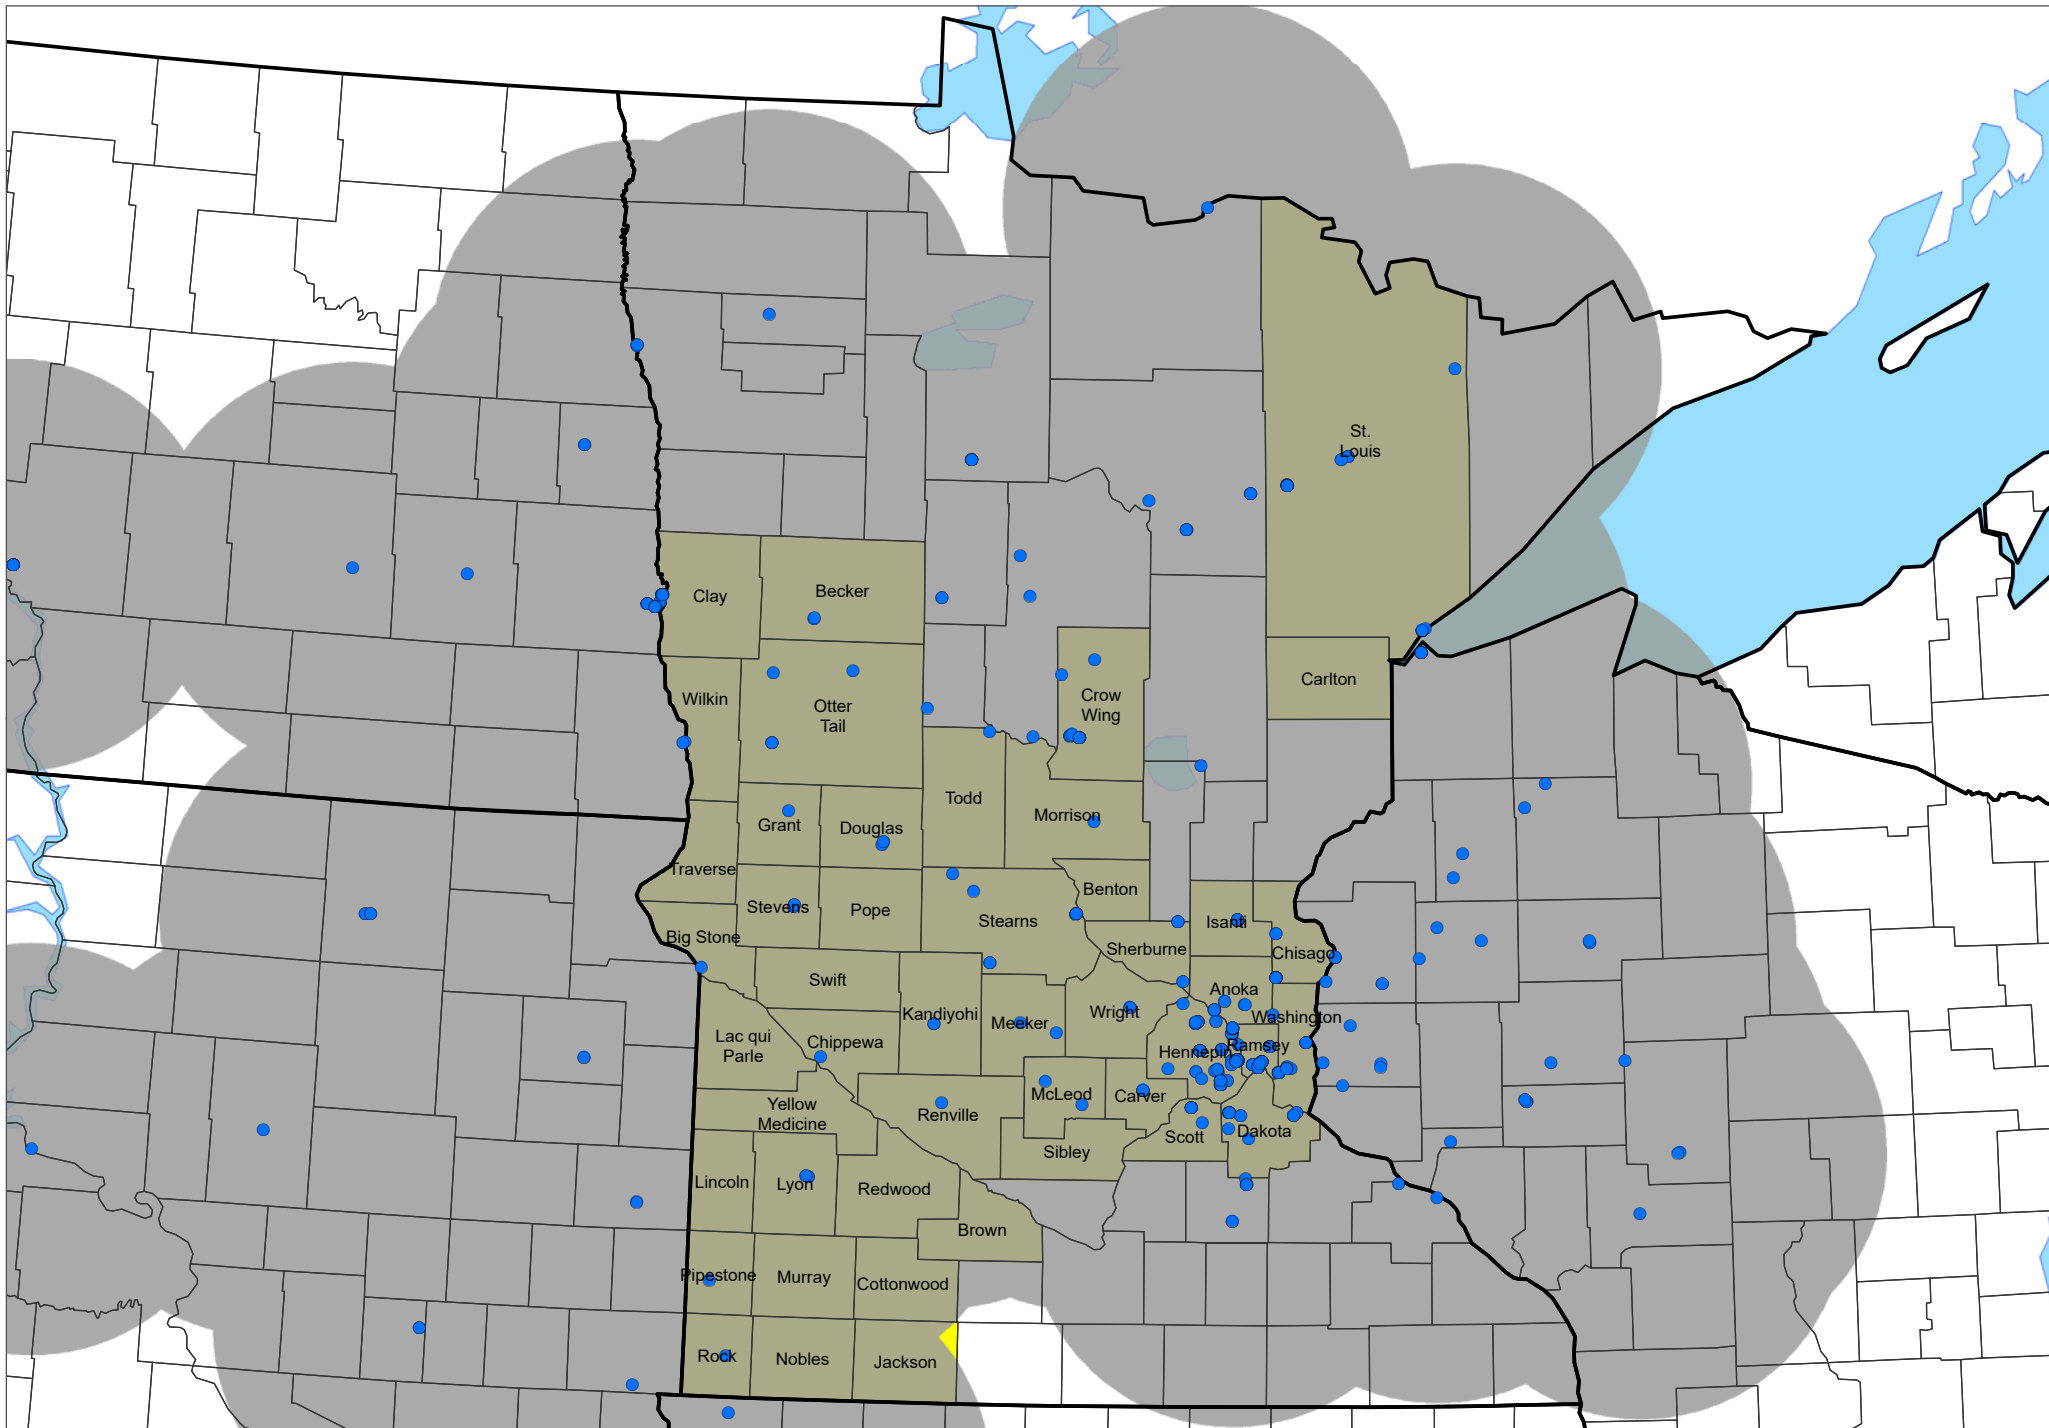 St.
Louis
Clay
Becker
Carlton
Wilkin
Otter
Tail
Crow
Wing
Todd
Morrison
Grant
Douglas
Traverse
Benton
Stevens
Pope
Stearns
Isanti
Big Stone
Sherburne
Chisago
Swift
Anoka
Kandiyohi
Meeker
Wright
Washington
Lac qui
Parle
Chippewa
Hennepin
Ramsey
McLeod
Carver
Yellow
Medicine
Renville
Scott
Dakota
Sibley
Lincoln
Lyon
Redwood
Brown
Pipestone
Murray
Cottonwood
Rock
Nobles
Jackson